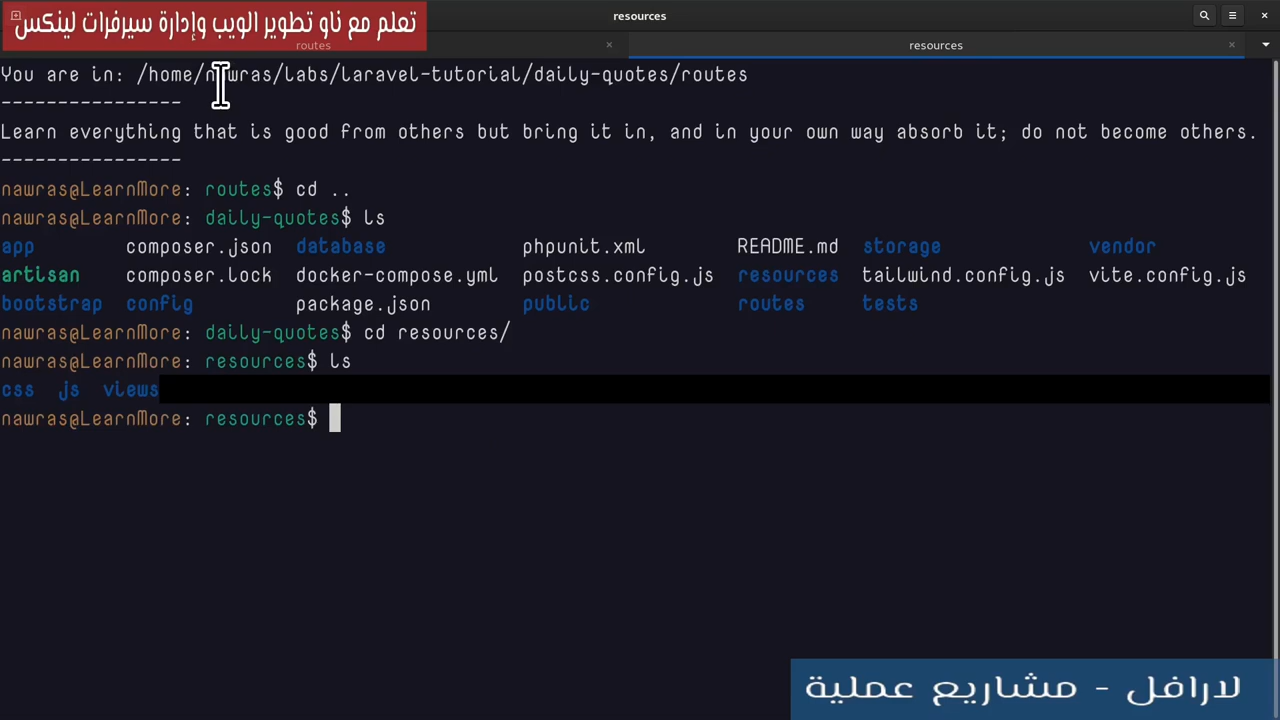 resources
تعلم مع ناو تطوير الويب وإدارة سيرفرات لينكس
routes
resources
You are in: /home/nawras/labs/laravel-tutorial/daily-quotes/routes
----------------
Learn everything that is good from others but bring it in, and in your own way absorb it; do not become others.
----------------
nawras@LearnMore: routes$ cd ..
nawras@LearnMore: daily-quotes$ ls
app composer.json database phpunit.xml README.md storage vendor
artisan composer.lock docker-compose.yml postcss.config.js resources tailwind.config.js vite.config.js
bootstrap config package.json public routes tests
nawras@LearnMore: daily-quotes$ cd resources/
nawras@LearnMore: resources$ ls
css js views
nawras@LearnMore: resources$
لارافل - مشاريع عملية